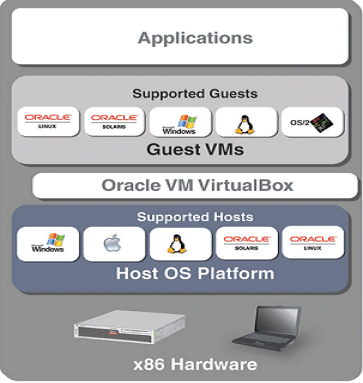 Applications
Supported Guests
ORACLE LINUX
ORACLE SOLARIS
Windows
OS/2
Guest VMs
Oracle VM VirtualBox
Supported Hosts
Windows
ORACLE SOLARIS
ORACLE LINUX
Host OS Platform
x86 Hardware